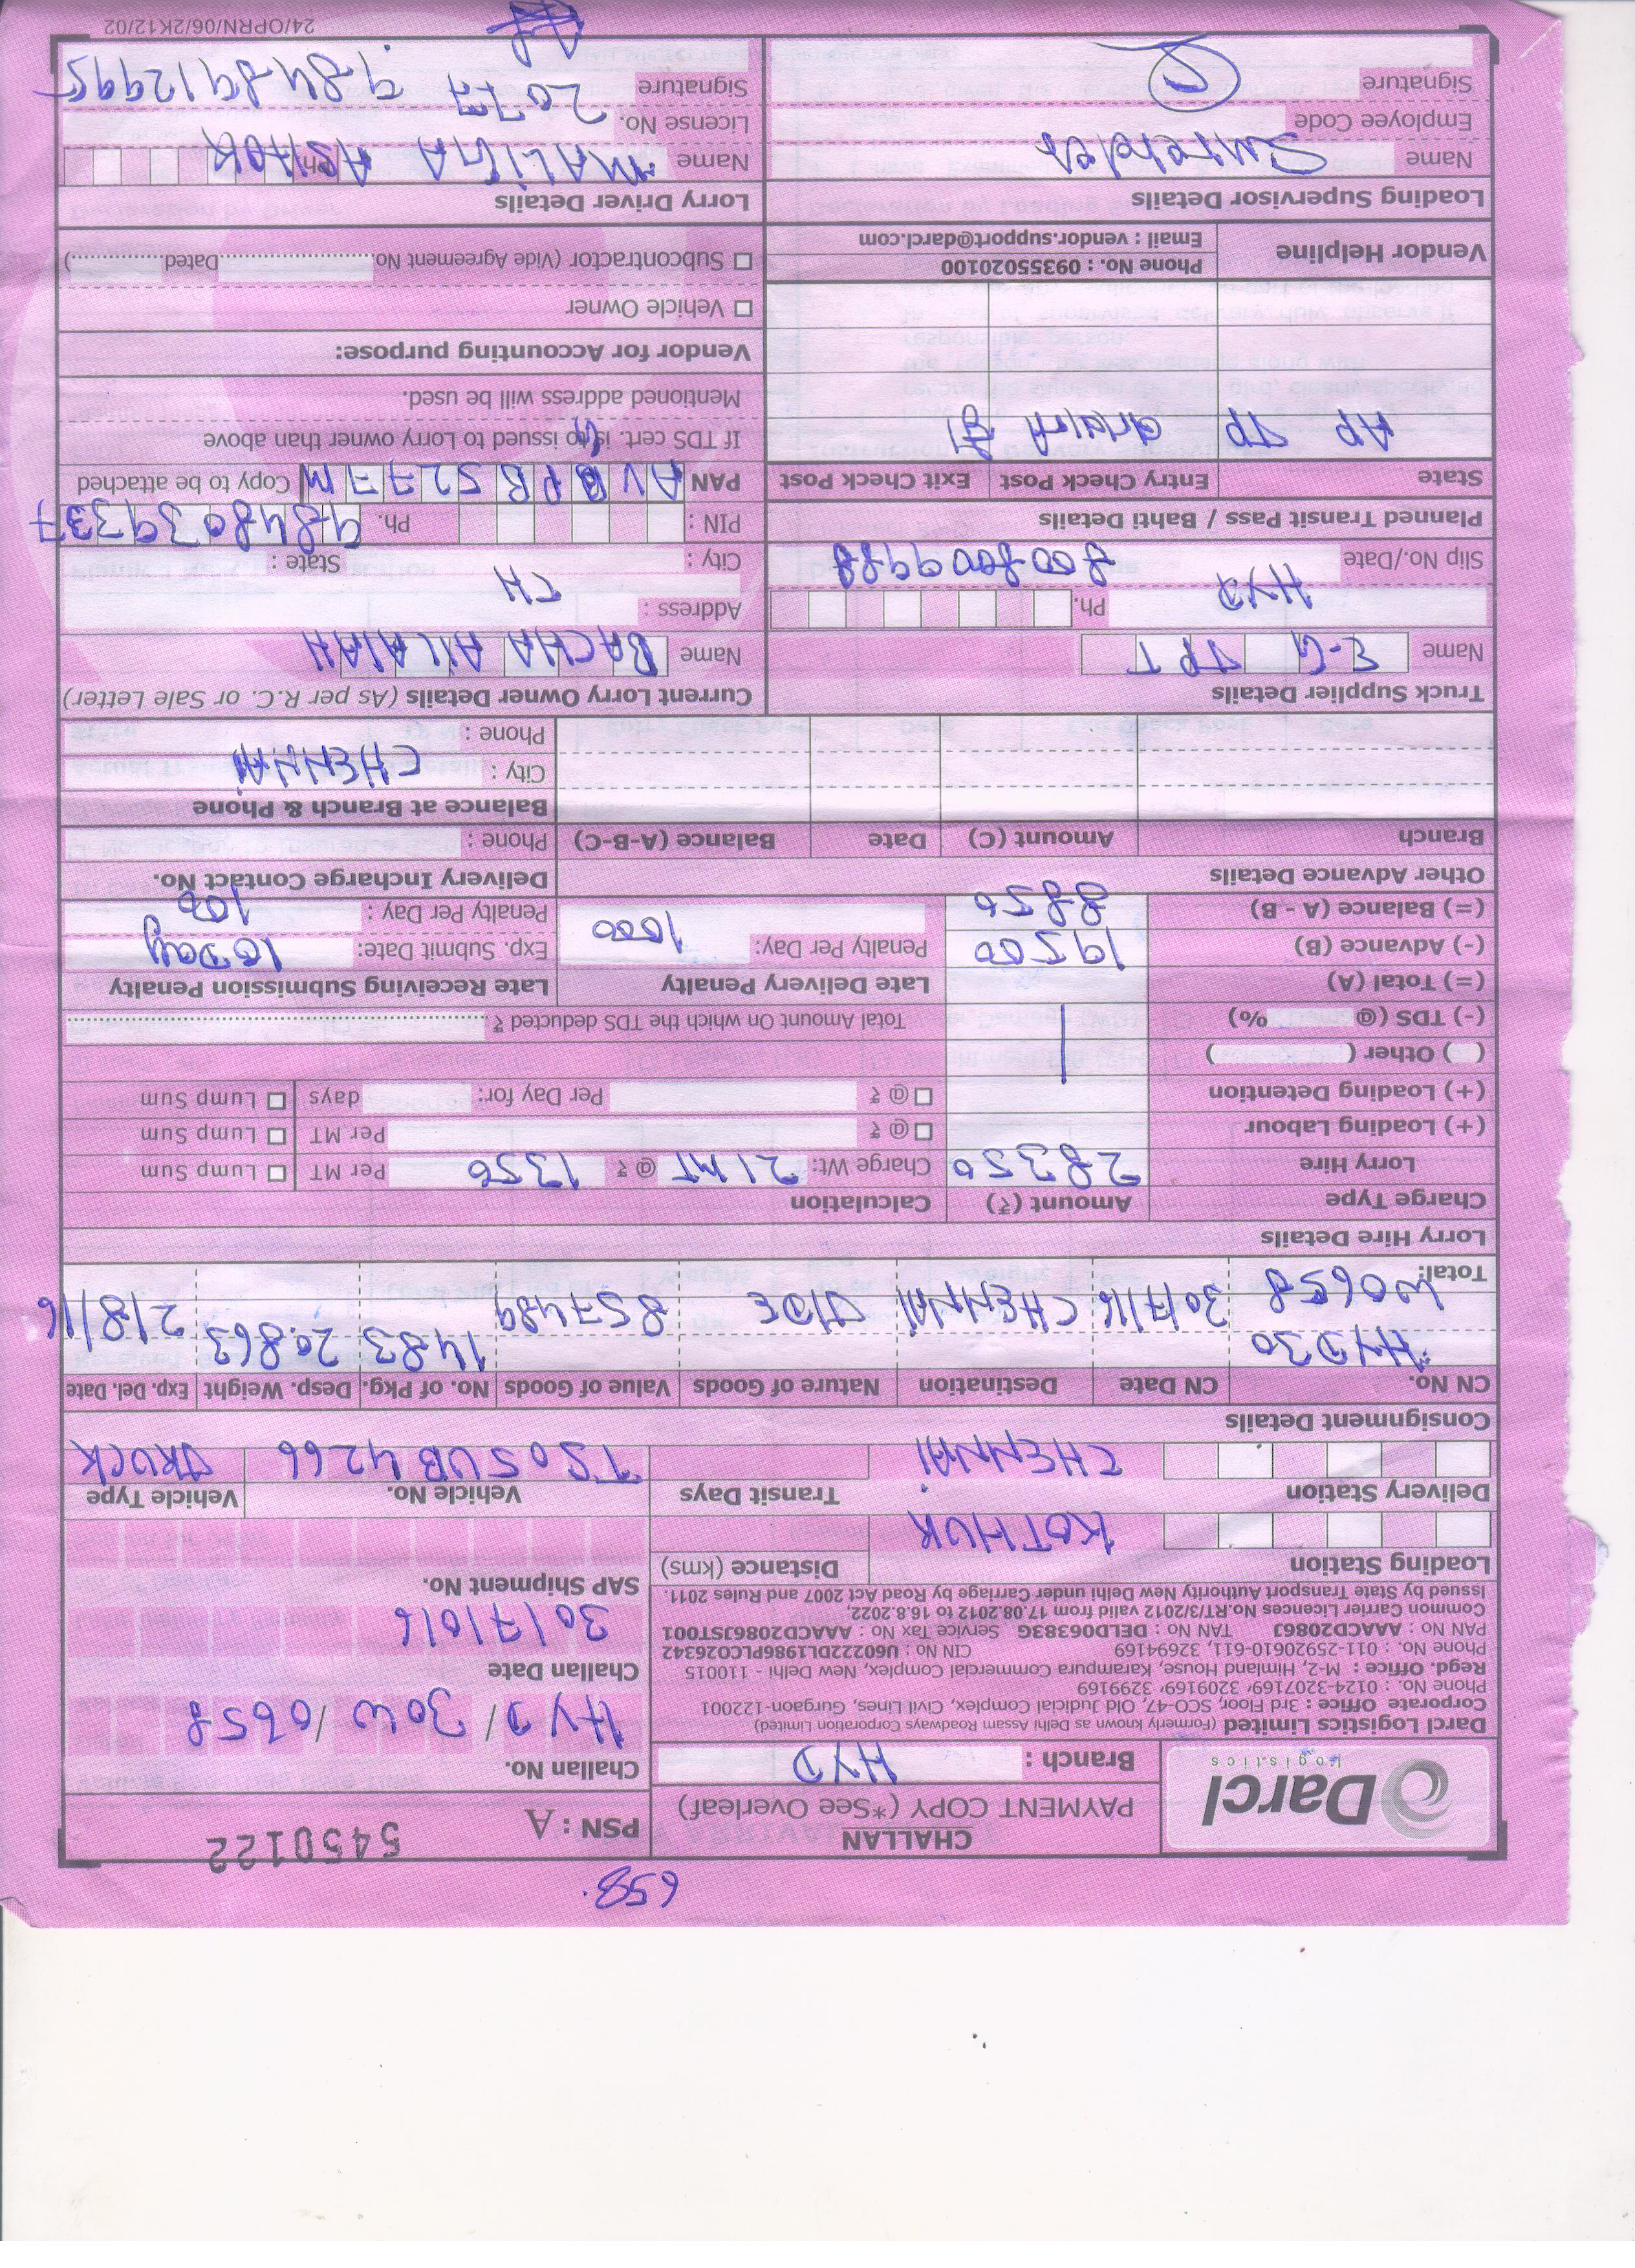 658.
Darcl
Logistics
CHALLAN
PAYMENT COPY (*See Overleaf)
Branch : HYD
PSN : A 5450122
Challan No.
HYD/30W/0658
Darcl Logistics Limited (Formerly known as Delhi Assam Roadways Corporation Limited)
Corporate Office : 3rd Floor, SCO-47, Old Judicial Complex, Civil Lines, Gurgaon-122001
Phone No. : 0124-3207169, 3209169, 3299169
Regd. Office : M-2, Himland House, Karampura Commercial Complex, New Delhi - 110015
Phone No. : 011-25920610-611, 32694169 CIN No : U60222DL1986PLC026342
PAN No : AAACD2086J TAN No : DELD06383G Service Tax No : AAACD2086JST001
Common Carrier Licences No.RT/3/2012 valid from 17.08.2012 to 16.8.2022,
Issued by State Transport Authority New Delhi under Carriage by Road Act 2007 and Rules 2011.
Challan Date
30/7/016
SAP Shipment No.
Loading Station KOTHUR Distance (kms)
Delivery Station CHENNAI Transit Days
Vehicle No. Vehicle Type
TS05UB4266 TRUCK
Consignment Details
CN No. CN Date Destination Nature of Goods Value of Goods No. of Pkg. Desp. Weight Exp. Del. Date
HYD30 1483 20.863 2/8/16
W0658 30/7/16 CHENNAI 857489
Total:
Lorry Hire Details
Charge Type Amount (₹) Calculation
Lorry Hire 28350 Charge Wt: 21MT @ ₹ 1350 Per MT Lump Sum
(+) Loading Labour @ ₹ Per MT Lump Sum
(+) Loading Detention @ ₹ Per Day for: days Lump Sum
( ) Other ( )
(-) TDS (@ %) Total Amount On which the TDS deducted ₹
(=) Total (A) Late Delivery Penalty Late Receiving Submission Penalty
(-) Advance (B) 19500 Penalty Per Day: 1000 Exp. Submit Date: 10 Day
(=) Balance (A - B) 8850 Penalty Per Day : 100
Other Advance Details Delivery Incharge Contact No.
Branch Amount (C) Date Balance (A-B-C) Phone :
Balance at Branch & Phone
City : CHENNAI
Phone :
Truck Supplier Details
Name E-G TPT
HYD Ph.
Slip No./Date 8008009988
Current Lorry Owner Details (As per R.C. or Sale Letter)
Name BACHA AILAIAH
Address :
City : State :
PIN : Ph. 9848039337
PAN Copy to be attached
If TDS cert. is to issued to Lorry owner than above
Mentioned address will be used.
Planned Transit Pass / Bahti Details
State Entry Check Post Exit Check Post
AP TP
Vendor for Accounting purpose:
Vehicle Owner
Subcontractor (Vide Agreement No. Dated )
Vendor Helpline
Phone No. : 09355020100
Email : vendor.support@darcl.com
Loading Supervisor Details
Name
Employee Code
Signature
Lorry Driver Details
Name MALIGA ASHOK Ph.
License No. 2077
Signature 9848912995
24/OPRN/06/2K12/02